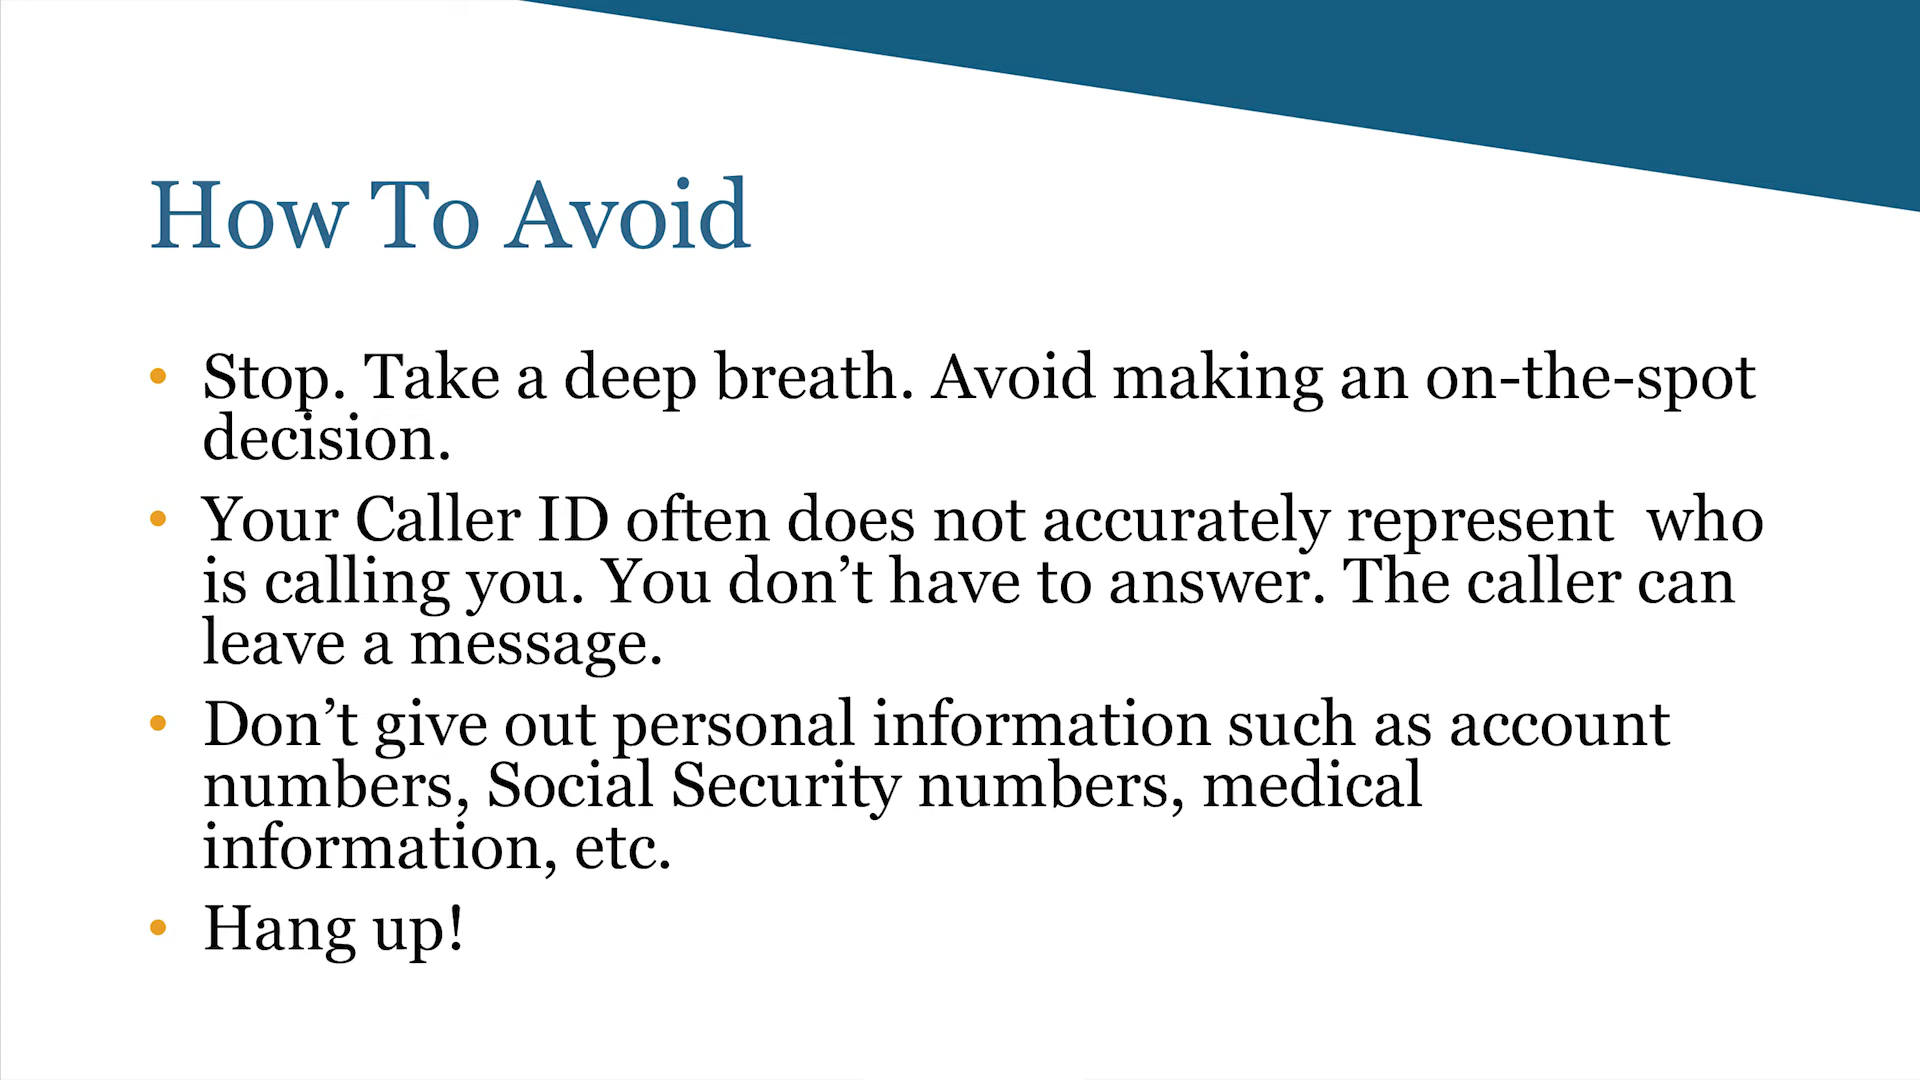 How To Avoid
• Stop. Take a deep breath. Avoid making an on-the-spot
decision.
• Your Caller ID often does not accurately represent  who
is calling you. You don’t have to answer. The caller can
leave a message.
• Don’t give out personal information such as account
numbers, Social Security numbers, medical
information, etc.
• Hang up!